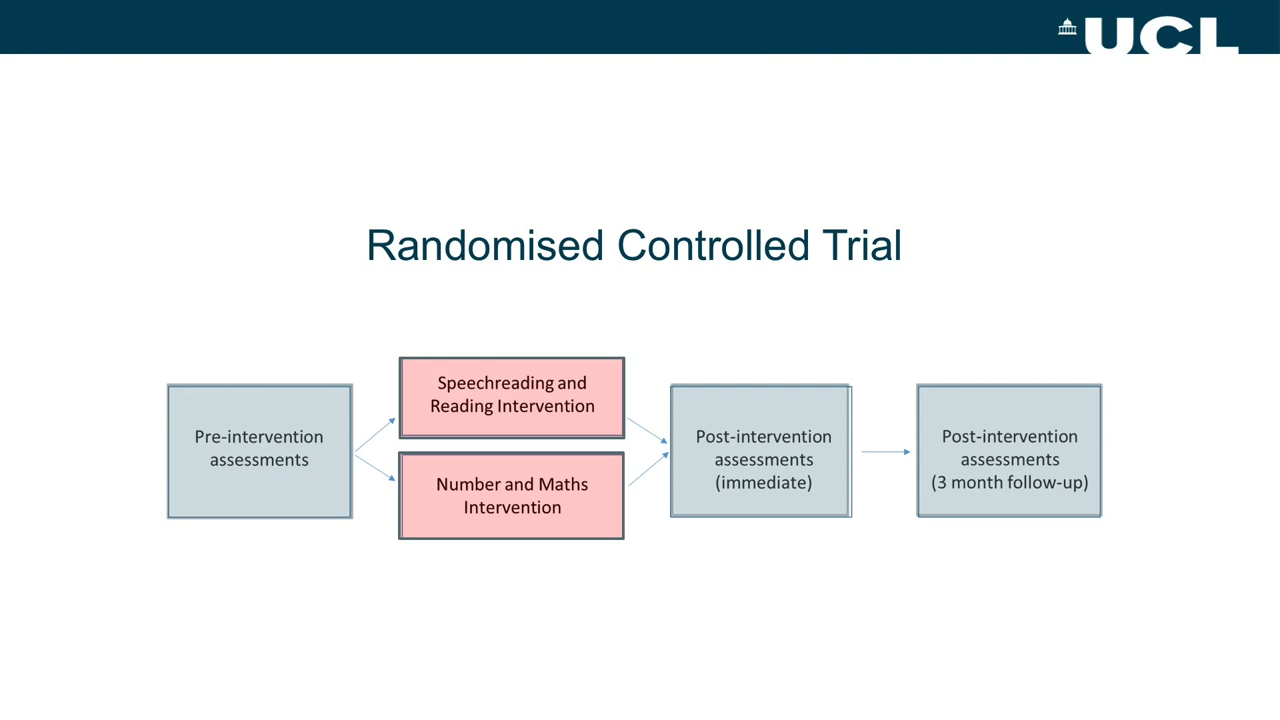 UCL
Randomised Controlled Trial
Pre-intervention
assessments
Speechreading and
Reading Intervention
Number and Maths
Intervention
Post-intervention
assessments
(immediate)
Post-intervention
assessments
(3 month follow-up)